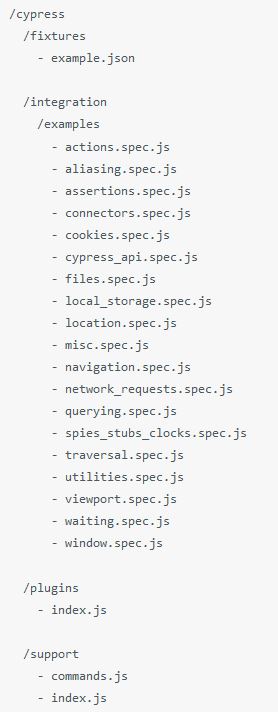 /cypress
/fixtures
- example.json
/integration
/examples
- actions.spec.js
- aliasing.spec.js
- assertions.spec.js
- connectors.spec.js
- cookies.spec.js
- cypress_api.spec.js
- files.spec.js
- local_storage.spec.js
- location.spec.js
- misc.spec.js
- navigation.spec.js
- network_requests.spec.js
- querying.spec.js
- spies_stubs_clocks.spec.js
- traversal.spec.js
- utilities.spec.js
- viewport.spec.js
- waiting.spec.js
- window.spec.js
/plugins
- index.js
/support
- commands.js
- index.js